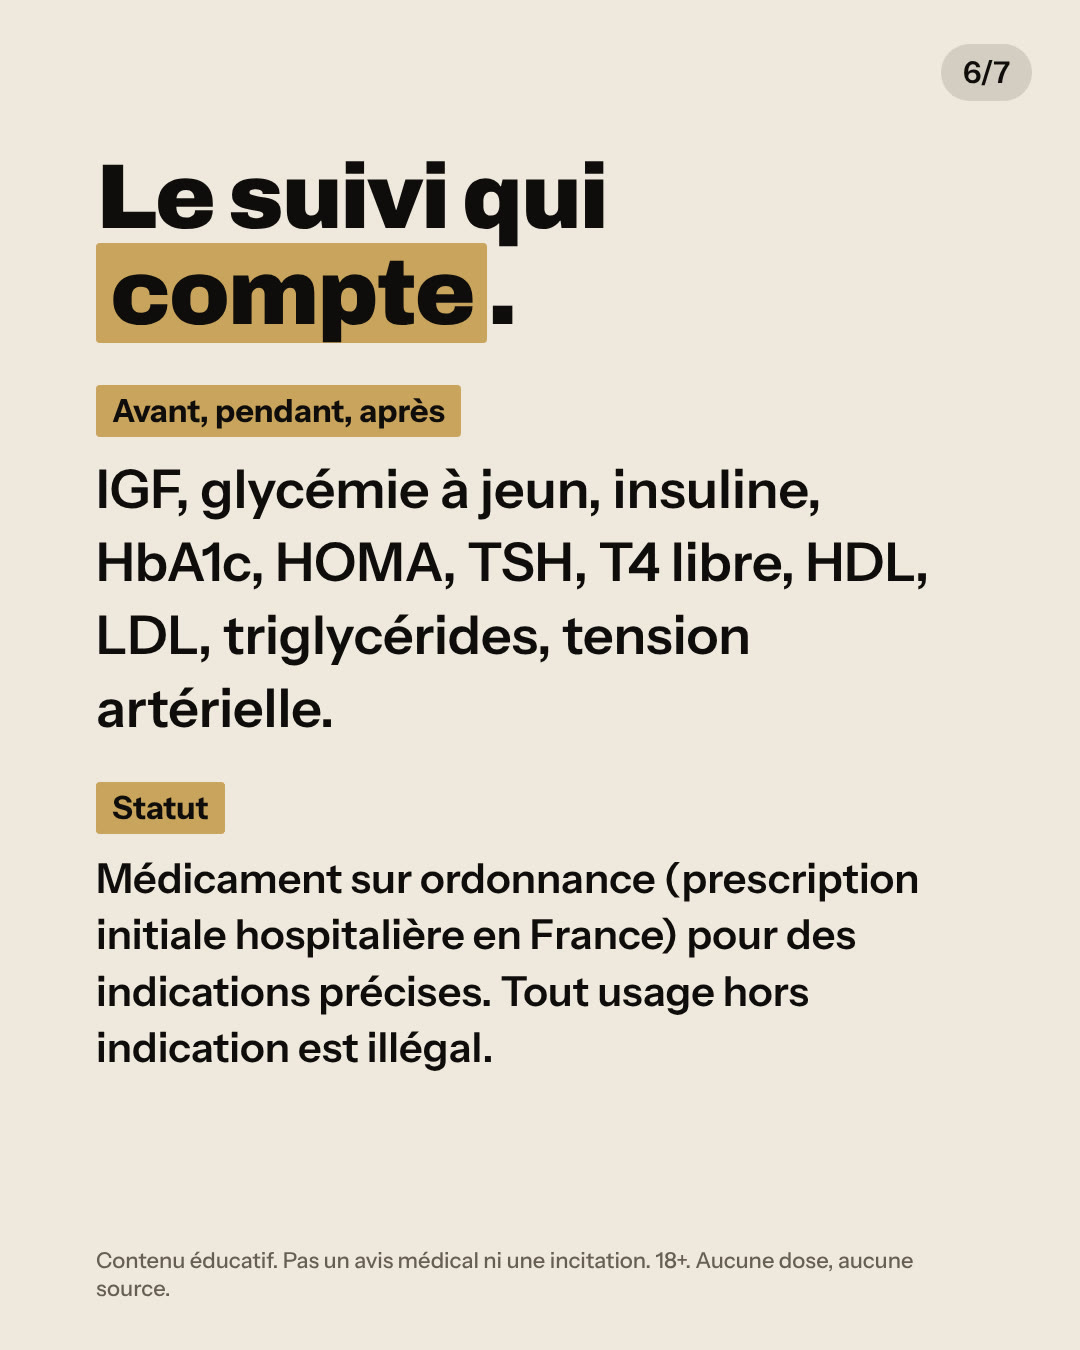 6/7
Le suivi qui
compte.
Avant, pendant, après
IGF, glycémie à jeun, insuline,
HbA1c, HOMA, TSH, T4 libre, HDL,
LDL, triglycérides, tension
artérielle.
Statut
Médicament sur ordonnance (prescription
initiale hospitalière en France) pour des
indications précises. Tout usage hors
indication est illégal.
Contenu éducatif. Pas un avis médical ni une incitation. 18+. Aucune dose, aucune
source.